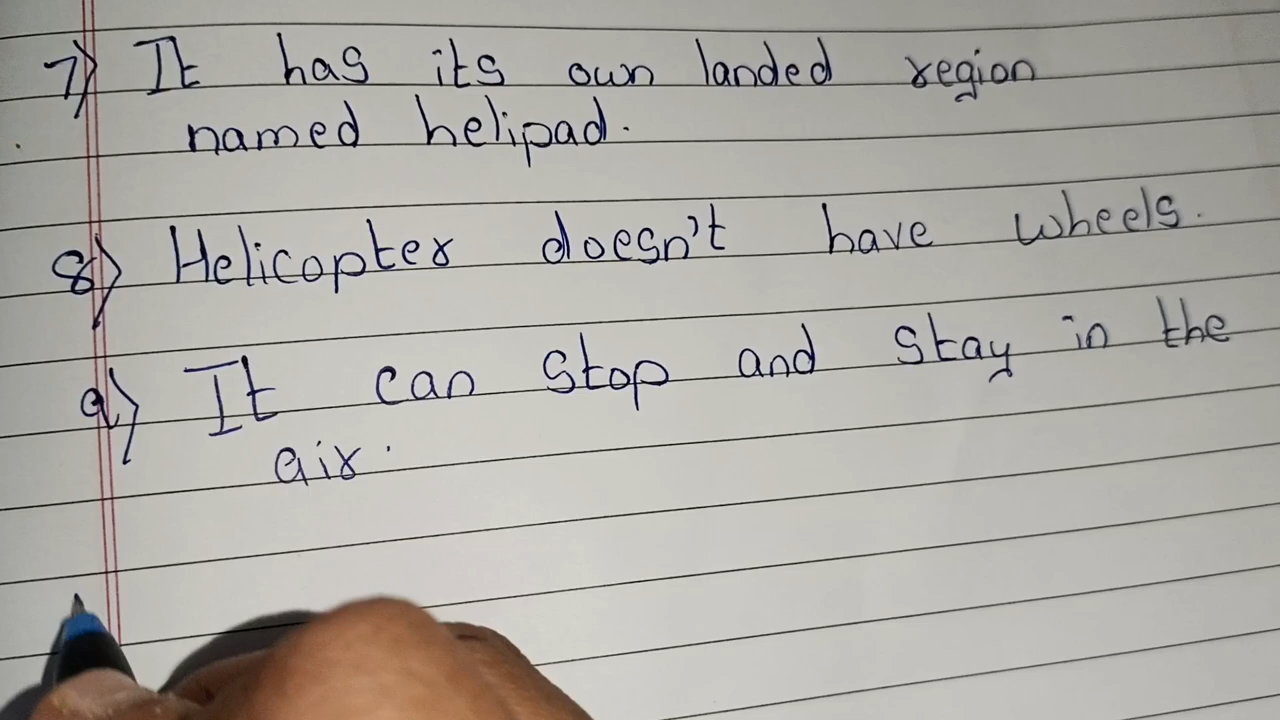 7) It has its own landed region
named helipad.
8) Helicopter doesn't have wheels.
9) It can stop and stay in the
air.